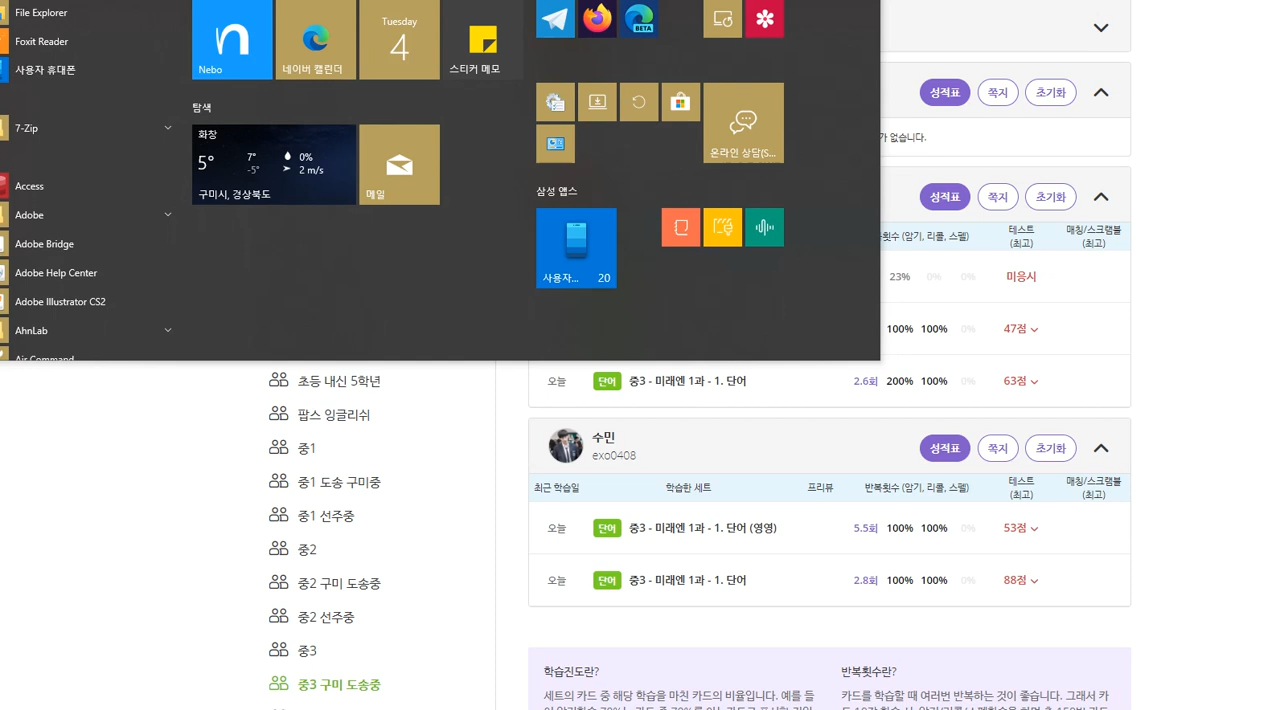 File Explorer
Foxit Reader
사용자 휴대폰
7-Zip
Access
Adobe
Adobe Bridge
Adobe Help Center
Adobe Illustrator CS2
AhnLab
Air Command
Nebo
네이버 캘린더
Tuesday
4
스티커 메모
탐색
화창
5°
7°
-5°
0%
2 m/s
구미시, 경상북도
메일
BETA
온라인 상담(S...
삼성 앱스
사용자...
20
성적표
쪽지
초기화
가 없습니다.
성적표
쪽지
초기화
복횟수 (암기, 리콜, 스펠)
테스트
(최고)
매칭/스크램블
(최고)
23% 0% 0% 미응시
100% 100% 0% 47점
오늘 단어 중3 - 미래엔 1과 - 1. 단어 2.6회 200% 100% 0% 63점
초등 내신 5학년
팝스 잉글리쉬
중1
중1 도송 구미중
중1 선주중
중2
중2 구미 도송중
중2 선주중
중3
중3 구미 도송중
수민
exo0408
성적표
쪽지
초기화
최근 학습일
학습한 세트
프리뷰
반복횟수 (암기, 리콜, 스펠)
테스트
(최고)
매칭/스크램블
(최고)
오늘 단어 중3 - 미래엔 1과 - 1. 단어 (영영) 5.5회 100% 100% 0% 53점
오늘 단어 중3 - 미래엔 1과 - 1. 단어 2.8회 100% 100% 0% 88점
학습진도란?
세트의 카드 중 해당 학습을 마친 카드의 비율입니다. 예를 들
반복횟수란?
카드를 학습할 때 여러번 반복하는 것이 좋습니다. 그래서 카